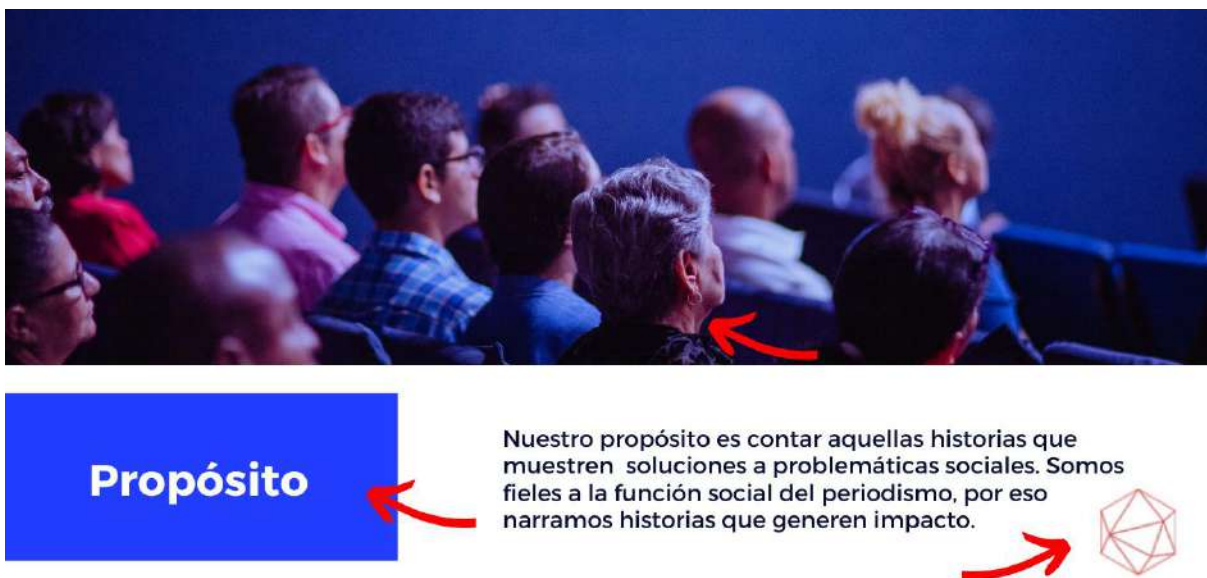 Propósito
Nuestro propósito es contar aquellas historias que
muestren  soluciones a problemáticas sociales. Somos
fieles a la función social del periodismo, por eso
narramos historias que generen impacto.